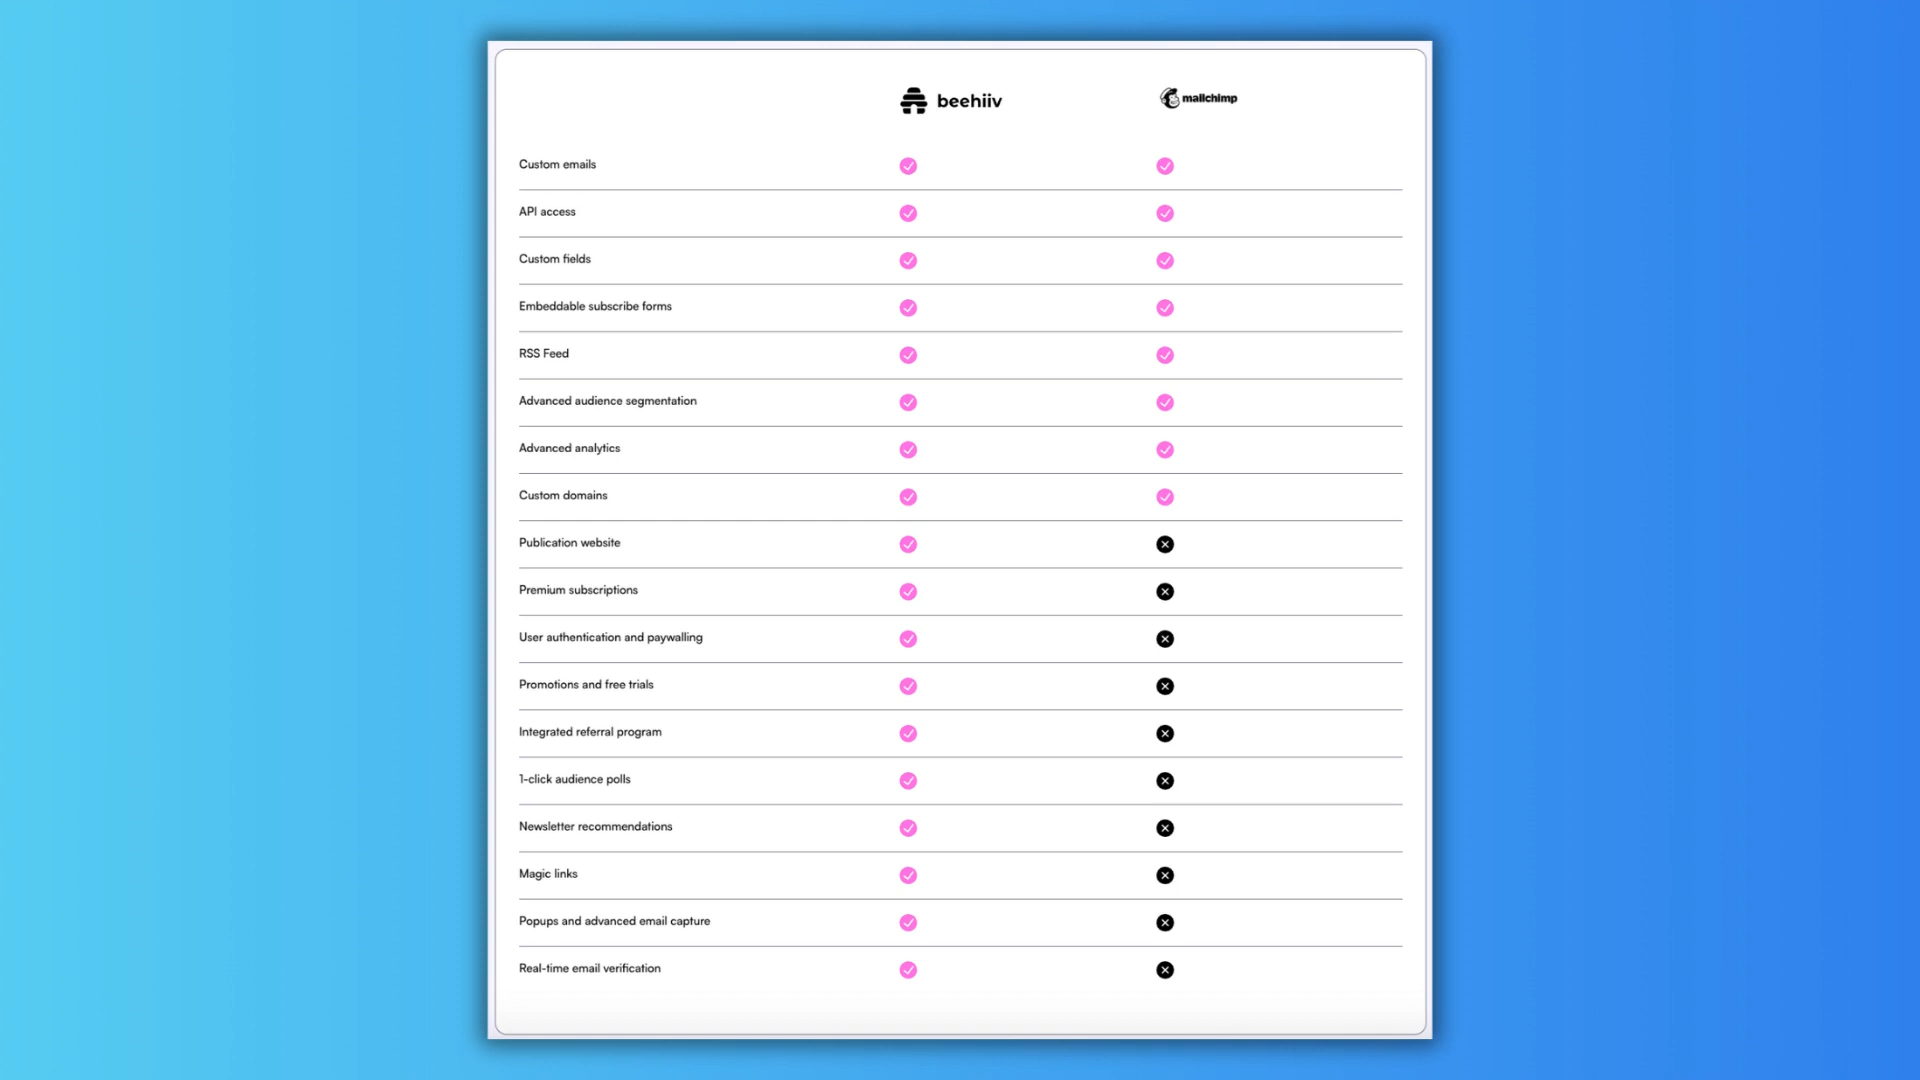 beehiiv mailchimp
Custom emails
API access
Custom fields
Embeddable subscribe forms
RSS Feed
Advanced audience segmentation
Advanced analytics
Custom domains
Publication website
Premium subscriptions
User authentication and paywalling
Promotions and free trials
Integrated referral program
1-click audience polls
Newsletter recommendations
Magic links
Popups and advanced email capture
Real-time email verification